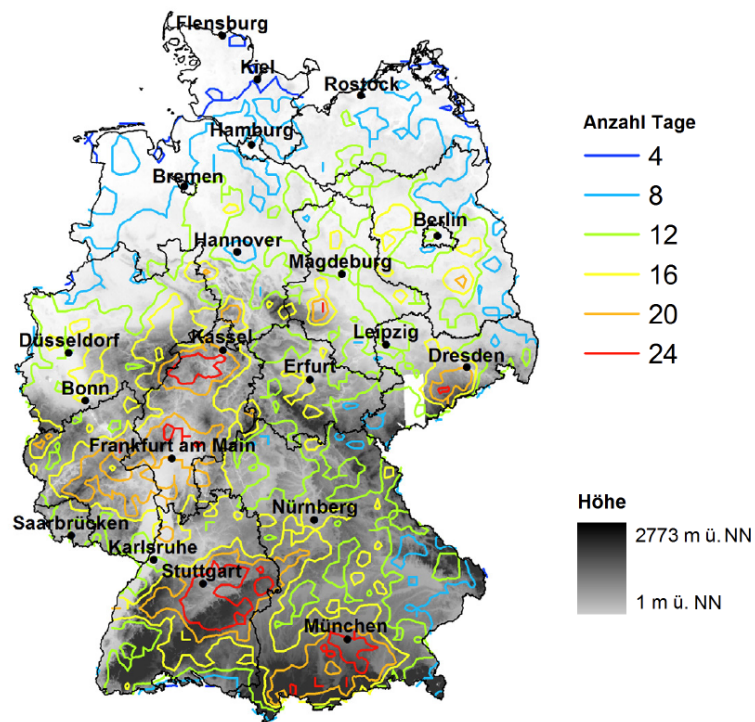 Flensburg
Kiel
Rostock
Hamburg
Bremen
Berlin
Hannover
Magdeburg
Düsseldorf
Kassel
Leipzig
Dresden
Erfurt
Bonn
Frankfurt am Main
Nürnberg
Saarbrücken
Karlsruhe
Stuttgart
München
Anzahl Tage
4
8
12
16
20
24
Höhe
2773 m ü. NN
1 m ü. NN